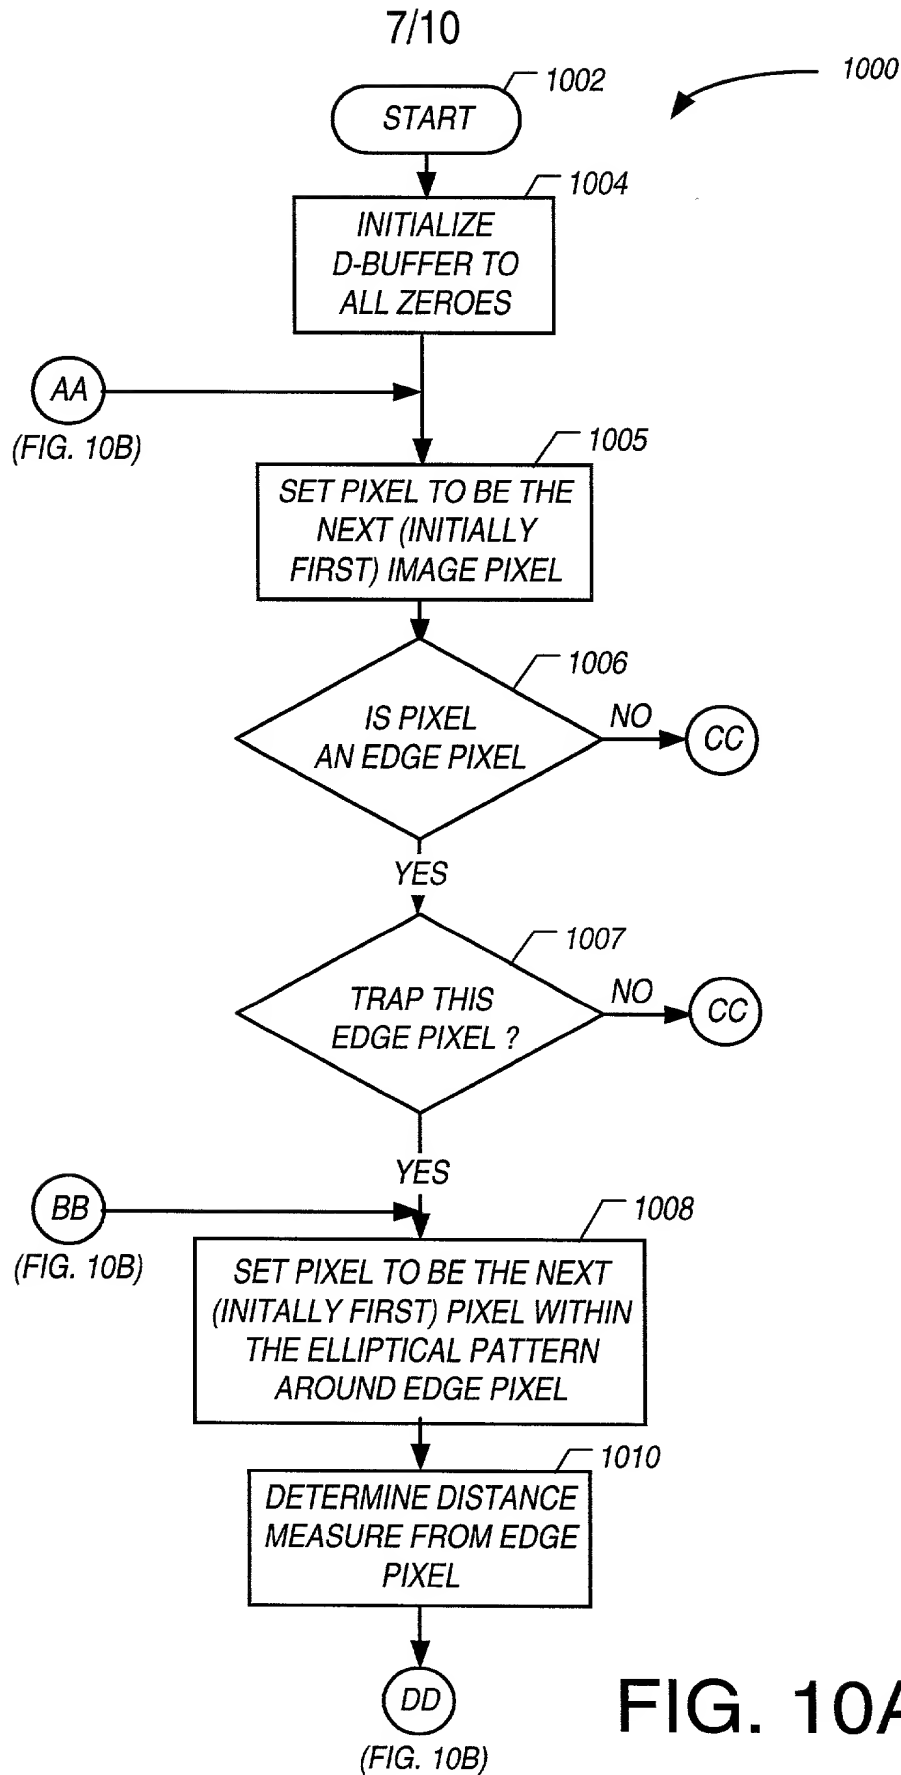 7/10
1002
1000
START
1004
INITIALIZE
D-BUFFER TO
ALL ZEROES
AA
(FIG. 10B)
1005
SET PIXEL TO BE THE
NEXT (INITIALLY
FIRST) IMAGE PIXEL
1006
IS PIXEL
AN EDGE PIXEL
NO
CC
YES
1007
TRAP THIS
EDGE PIXEL ?
NO
CC
YES
BB
(FIG. 10B)
1008
SET PIXEL TO BE THE NEXT
(INITALLY FIRST) PIXEL WITHIN
THE ELLIPTICAL PATTERN
AROUND EDGE PIXEL
1010
DETERMINE DISTANCE
MEASURE FROM EDGE
PIXEL
DD
(FIG. 10B)
FIG. 10A